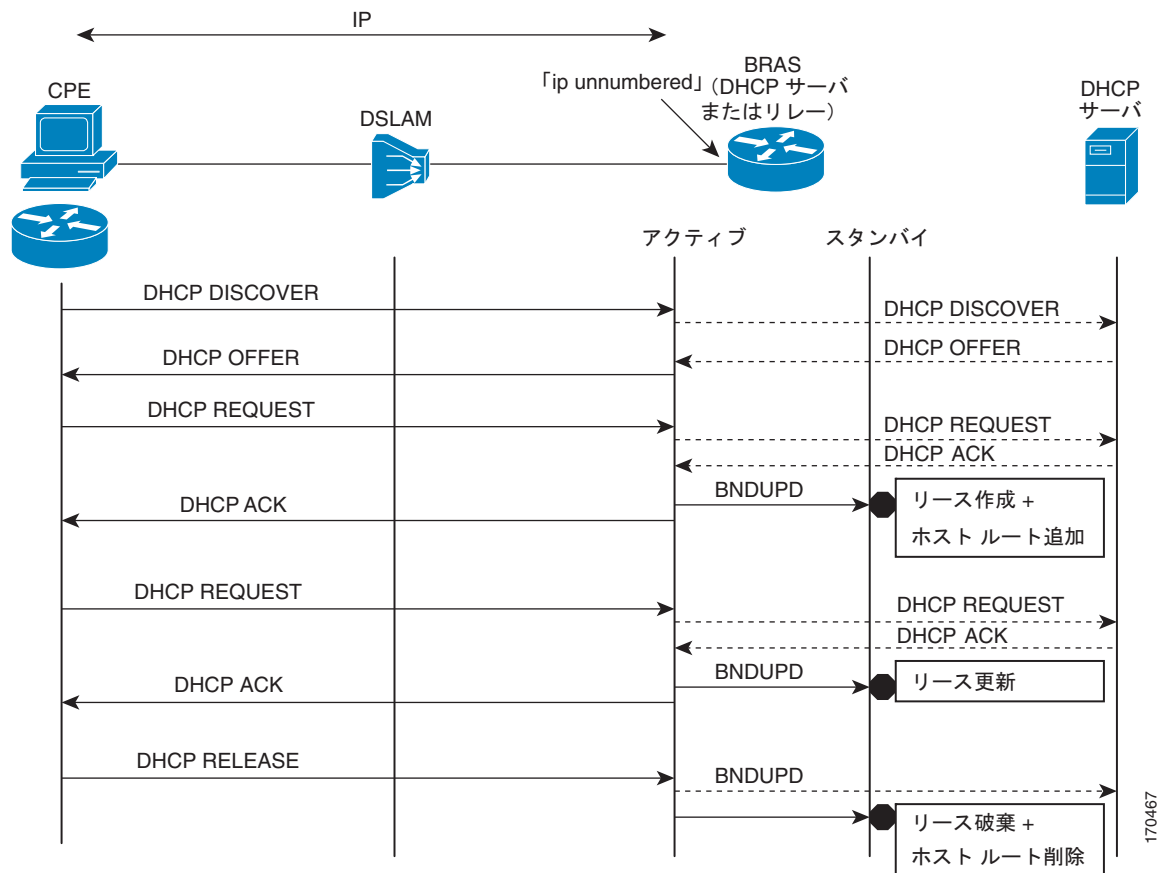 IP
「ip unnumbered」
BRAS
(DHCP サーバ
またはリレー)
CPE
DSLAM
DHCP
サーバ
アクティブ
スタンバイ
DHCP DISCOVER
DHCP DISCOVER
DHCP OFFER
DHCP OFFER
DHCP REQUEST
DHCP REQUEST
DHCP ACK
BNDUPD
DHCP ACK
リース作成 +
ホスト ルート追加
DHCP REQUEST
DHCP REQUEST
DHCP ACK
BNDUPD
DHCP ACK
リース更新
DHCP RELEASE
BNDUPD
リース破棄 +
ホスト ルート削除
170467